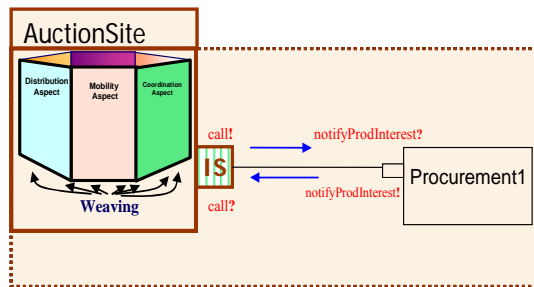 AuctionSite
Distribution
Aspect
Mobility
Aspect
Coordination
Aspect
Weaving
call!
IS
call?
notifyProdInterest?
notifyProdInterest!
Procurement1